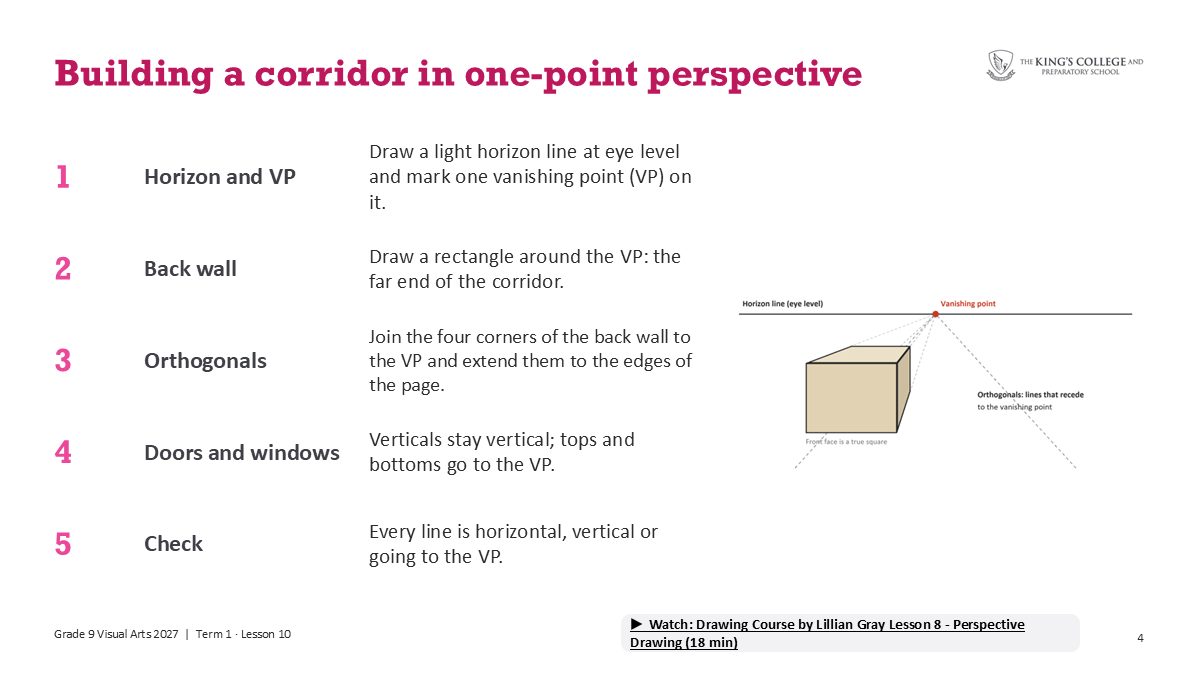 Building a corridor in one-point perspective
THE KING'S COLLEGE AND
PREPARATORY SCHOOL
1
Horizon and VP
Draw a light horizon line at eye level
and mark one vanishing point (VP) on
it.
2
Back wall
Draw a rectangle around the VP: the
far end of the corridor.
3
Orthogonals
Join the four corners of the back wall to
the VP and extend them to the edges of
the page.
4
Doors and windows
Verticals stay vertical; tops and
bottoms go to the VP.
5
Check
Every line is horizontal, vertical or
going to the VP.
Horizon line (eye level)
Vanishing point
Orthogonals: lines that recede
to the vanishing point
Front face is a true square
Grade 9 Visual Arts 2027 | Term 1 · Lesson 10
▶ Watch: Drawing Course by Lillian Gray Lesson 8 - Perspective
Drawing (18 min)
4